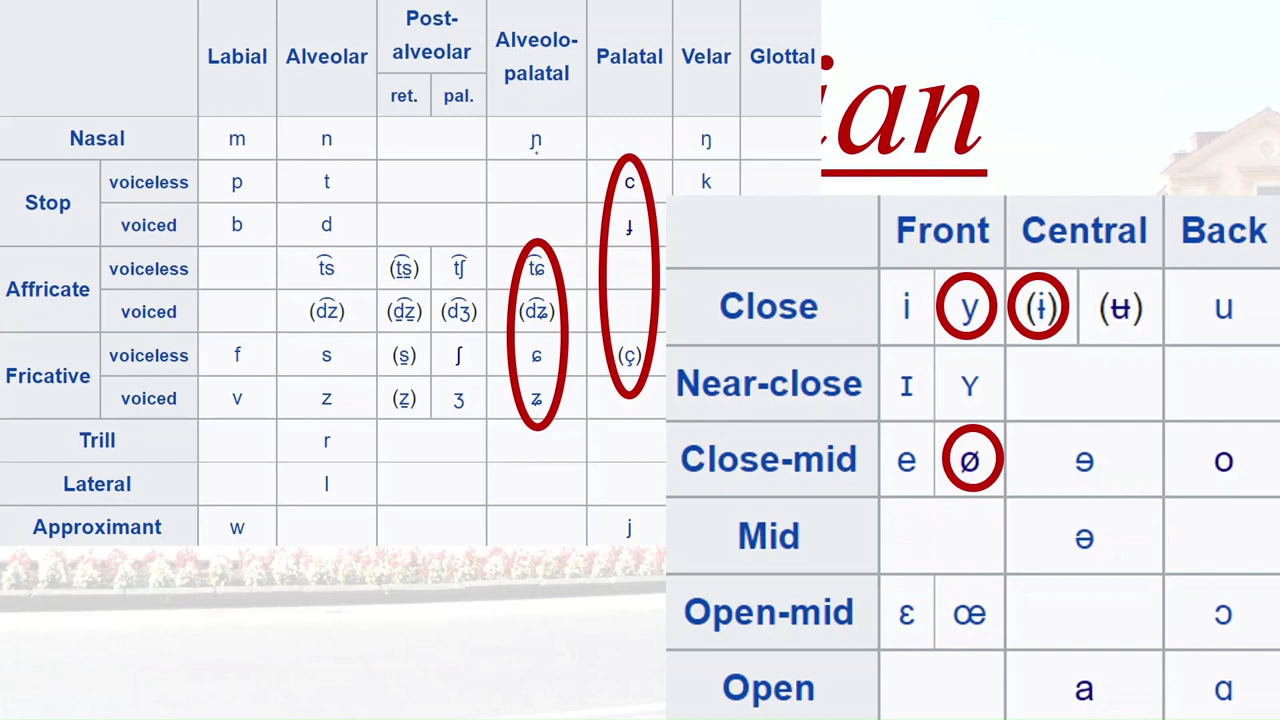 Post-
alveolar
Alveolo-
palatal
Labial Alveolar Palatal Velar Glottal
ret. pal.
Nasal m n ɲ̟ ŋ
Stop voiceless p t c k
voiced b d ɟ
Affricate voiceless t͡s (t͡s̠) t͡ʃ t͡ɕ
voiced (d͡z) (d͡z̠) (d͡ʒ) (d͡ʑ)
Fricative voiceless f s (s̠) ʃ ɕ (ç)
voiced v z (z̠) ʒ ʑ
Trill r
Lateral l
Approximant w j
ian
Front Central Back
Close i y (ɨ) (ʉ) u
Near-close ɪ ʏ
Close-mid e ø ɘ o
Mid ə
Open-mid ɛ œ ɔ
Open a ɑ